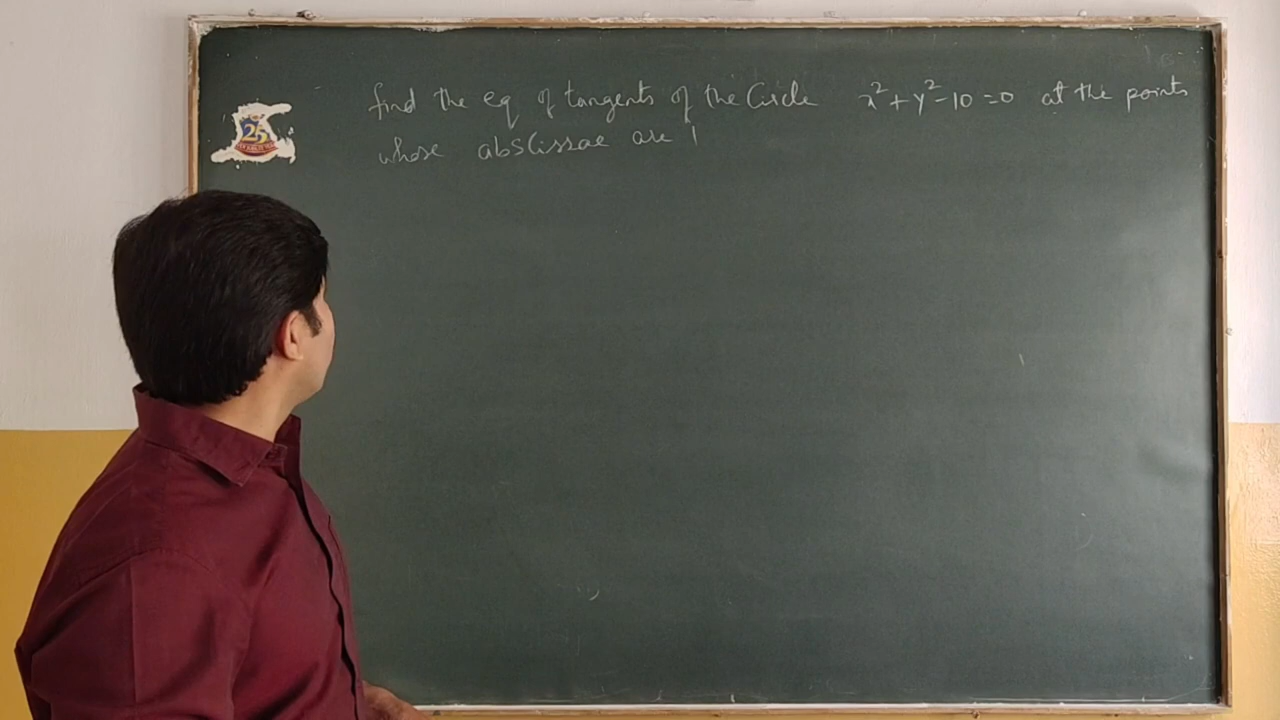 find the eq of tangents of the Circle x²+y²-10=0 at the points
whose abscissae are 1
25